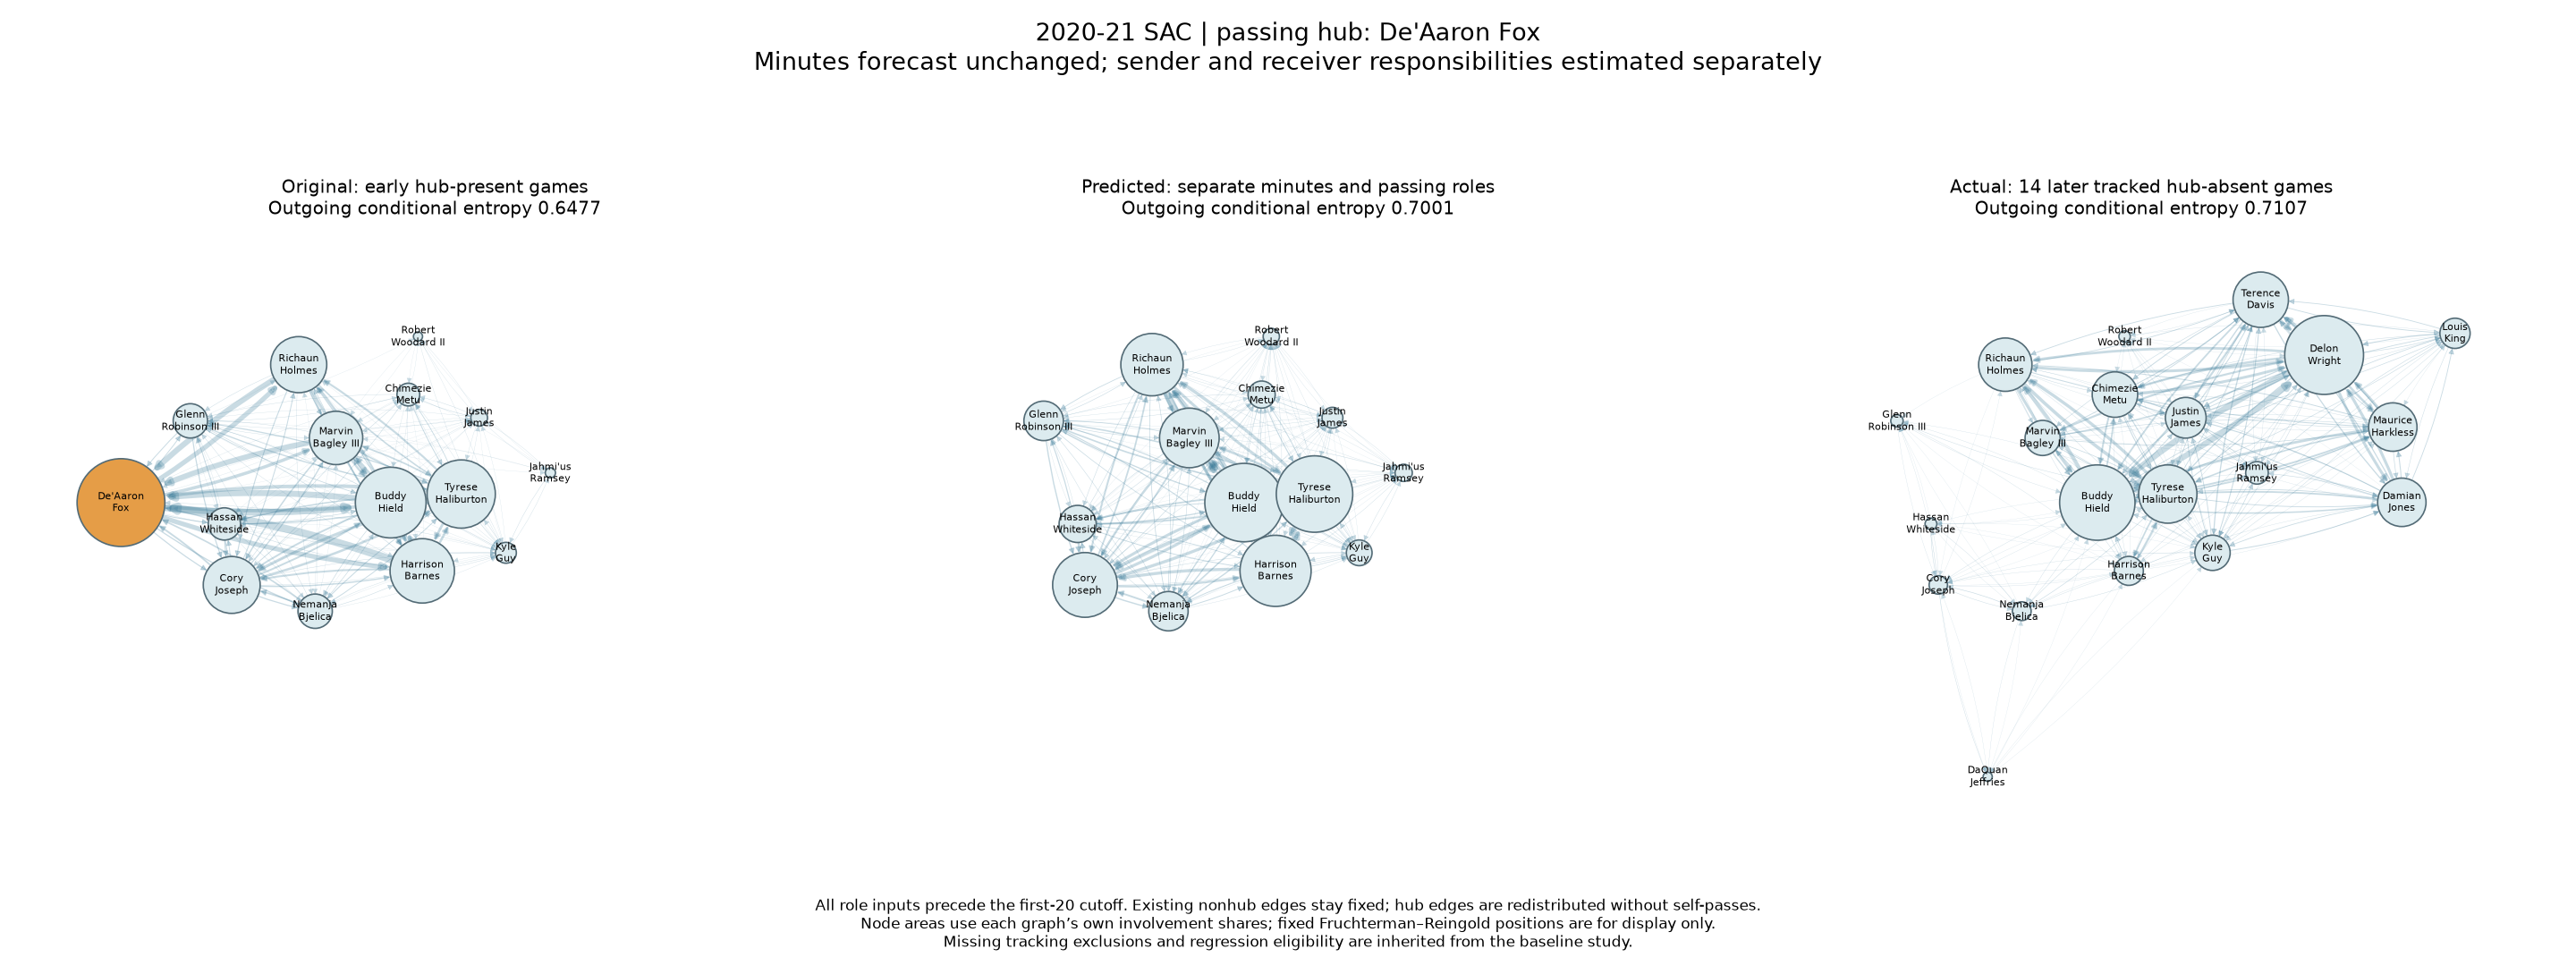 2020-21 SAC | passing hub: De'Aaron Fox
Minutes forecast unchanged; sender and receiver responsibilities estimated separately
Original: early hub-present games
Outgoing conditional entropy 0.6477
Robert
Woodard II
Richaun
Holmes
Chimezie
Metu
Glenn
Robinson III
Justin
James
Marvin
Bagley III
Jahmi'us
Ramsey
De'Aaron
Fox
Buddy
Hield
Tyrese
Haliburton
Hassan
Whiteside
Kyle
Guy
Cory
Joseph
Harrison
Barnes
Nemanja
Bjelica
Predicted: separate minutes and passing roles
Outgoing conditional entropy 0.7001
Robert
Woodard II
Richaun
Holmes
Chimezie
Metu
Glenn
Robinson III
Justin
James
Marvin
Bagley III
Jahmi'us
Ramsey
Buddy
Hield
Tyrese
Haliburton
Hassan
Whiteside
Kyle
Guy
Cory
Joseph
Harrison
Barnes
Nemanja
Bjelica
Actual: 14 later tracked hub-absent games
Outgoing conditional entropy 0.7107
Terence
Davis
Louis
King
Robert
Woodard II
Delon
Wright
Richaun
Holmes
Chimezie
Metu
Glenn
Robinson III
Justin
James
Maurice
Harkless
Marvin
Bagley III
Jahmi'us
Ramsey
Buddy
Hield
Tyrese
Haliburton
Damian
Jones
Hassan
Whiteside
Kyle
Guy
Harrison
Barnes
Cory
Joseph
Nemanja
Bjelica
DaQuan
Jeffries
All role inputs precede the first-20 cutoff. Existing nonhub edges stay fixed; hub edges are redistributed without self-passes.
Node areas use each graph’s own involvement shares; fixed Fruchterman–Reingold positions are for display only.
Missing tracking exclusions and regression eligibility are inherited from the baseline study.